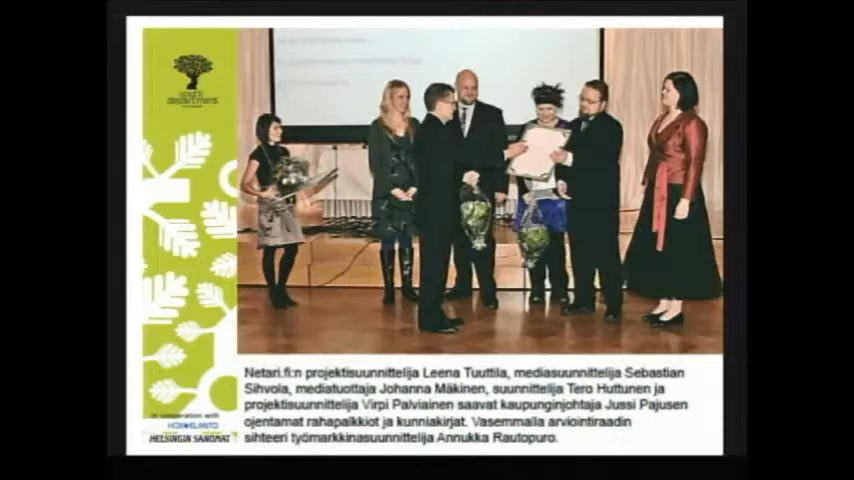 youth
department
Netari.fi:n projektisuunnittelija Leena Tuuttila, mediasuunnittelija Sebastian
Sihvola, mediatuottaja Johanna Mäkinen, suunnittelija Tero Huttunen ja
projektisuunnittelija Virpi Palviainen saavat kaupunginjohtaja Jussi Pajusen
ojentamat rahapalkkiot ja kunniakirjat. Vasemmalla arviointiraadin
sihteeri työmarkkinasuunnittelija Annukka Rautopuro.
in cooperation with
HOK-ELANTO
HELSINGIN SANOMAT